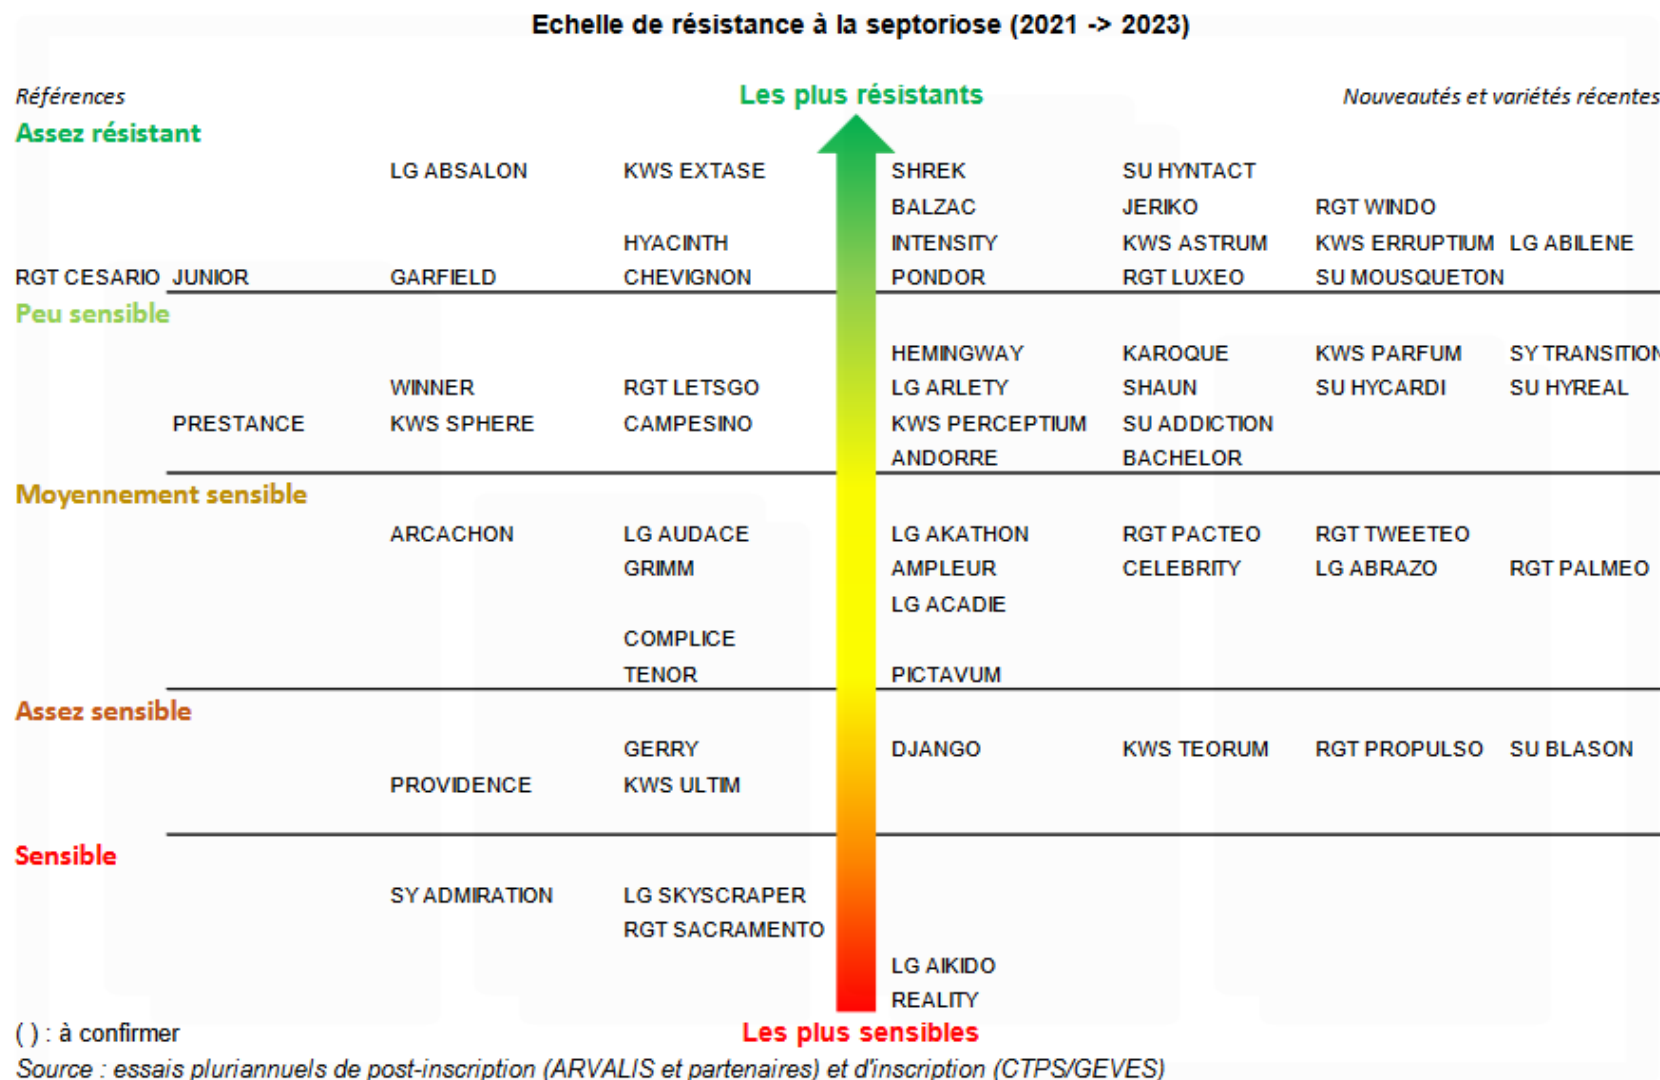 Echelle de résistance à la septoriose (2021 -> 2023)
Références Les plus résistants Nouveautés et variétés récentes
Assez résistant
LG ABSALON KWS EXTASE SHREK SU HYNTACT
BALZAC JERIKO RGT WINDO
HYACINTH INTENSITY KWS ASTRUM KWS ERRUPTIUM LG ABILENE
RGT CESARIO JUNIOR GARFIELD CHEVIGNON PONDOR RGT LUXEO SU MOUSQUETON
Peu sensible
HEMINGWAY KAROQUE KWS PARFUM SY TRANSITION
WINNER RGT LETSGO LG ARLETY SHAUN SU HYCARDI SU HYREAL
PRESTANCE KWS SPHERE CAMPESINO KWS PERCEPTIUM SU ADDICTION
ANDORRE BACHELOR
Moyennement sensible
ARCACHON LG AUDACE LG AKATHON RGT PACTEO RGT TWEETEO
GRIMM AMPLEUR CELEBRITY LG ABRAZO RGT PALMEO
LG ACADIE
COMPLICE
TENOR PICTAVUM
Assez sensible
GERRY DJANGO KWS TEORUM RGT PROPULSO SU BLASON
PROVIDENCE KWS ULTIM
Sensible
SY ADMIRATION LG SKYSCRAPER
RGT SACRAMENTO
LG AIKIDO
REALITY
( ) : à confirmer Les plus sensibles
Source : essais pluriannuels de post-inscription (ARVALIS et partenaires) et d'inscription (CTPS/GEVES)